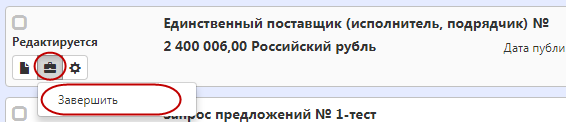 Единственный поставщик (исполнитель, подрядчик) №
Редактируется
2 400 006,00 Российский рубль
Дата публи
Завершить
Запрос предложений № 1-тест